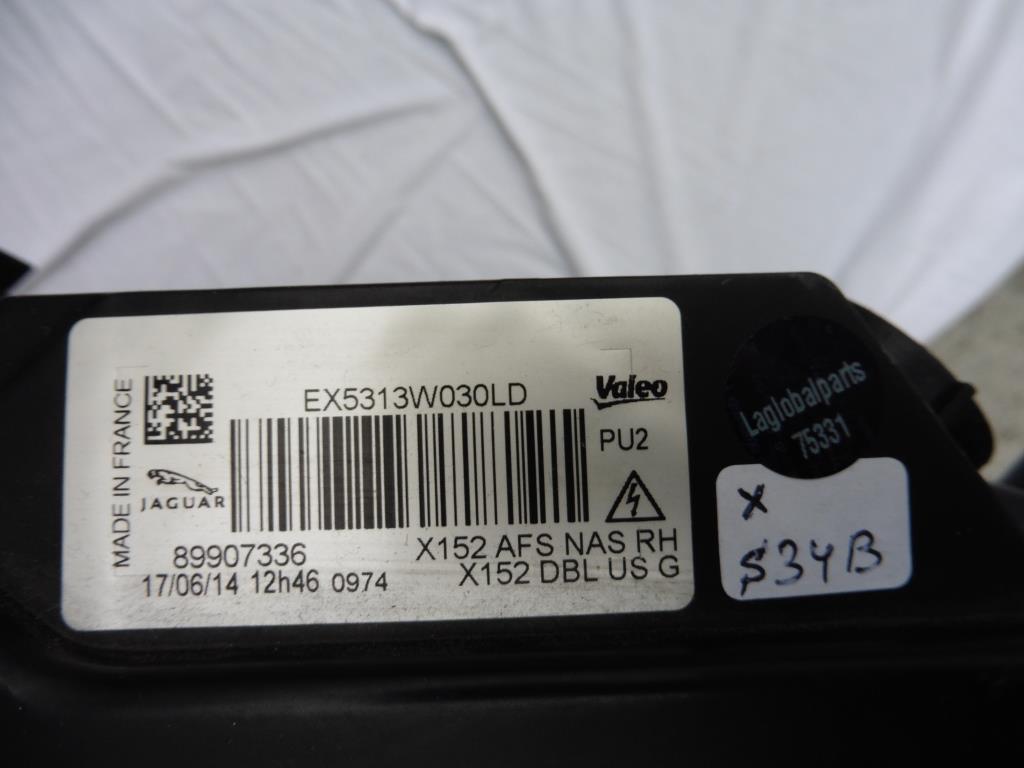 MADE IN FRANCE
EX5313W030LD
Valeo
PU2
JAGUAR
89907336
X152 AFS NAS RH
17/06/14 12h46 0974
X152 DBL US G
Laglobalparts
75331
X
S34B